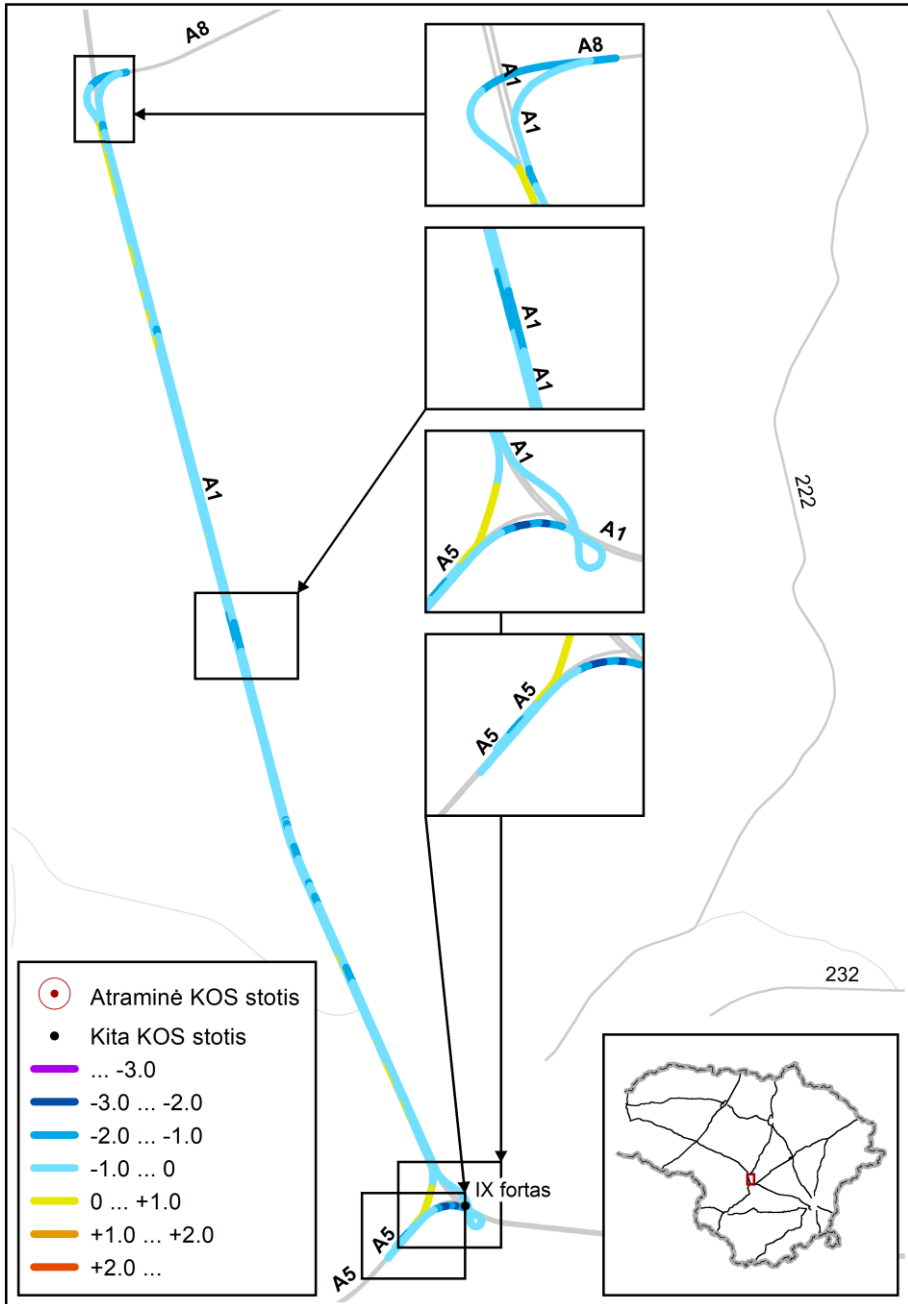 A8
A8
A1
A1
A1
A1
A1
222
A1
A1
A5
A5
A5
232
Atraminė KOS stotis
Kita KOS stotis
... -3.0
-3.0 ... -2.0
-2.0 ... -1.0
-1.0 ... 0
0 ... +1.0
+1.0 ... +2.0
+2.0 ...
IX fortas
A5
A5